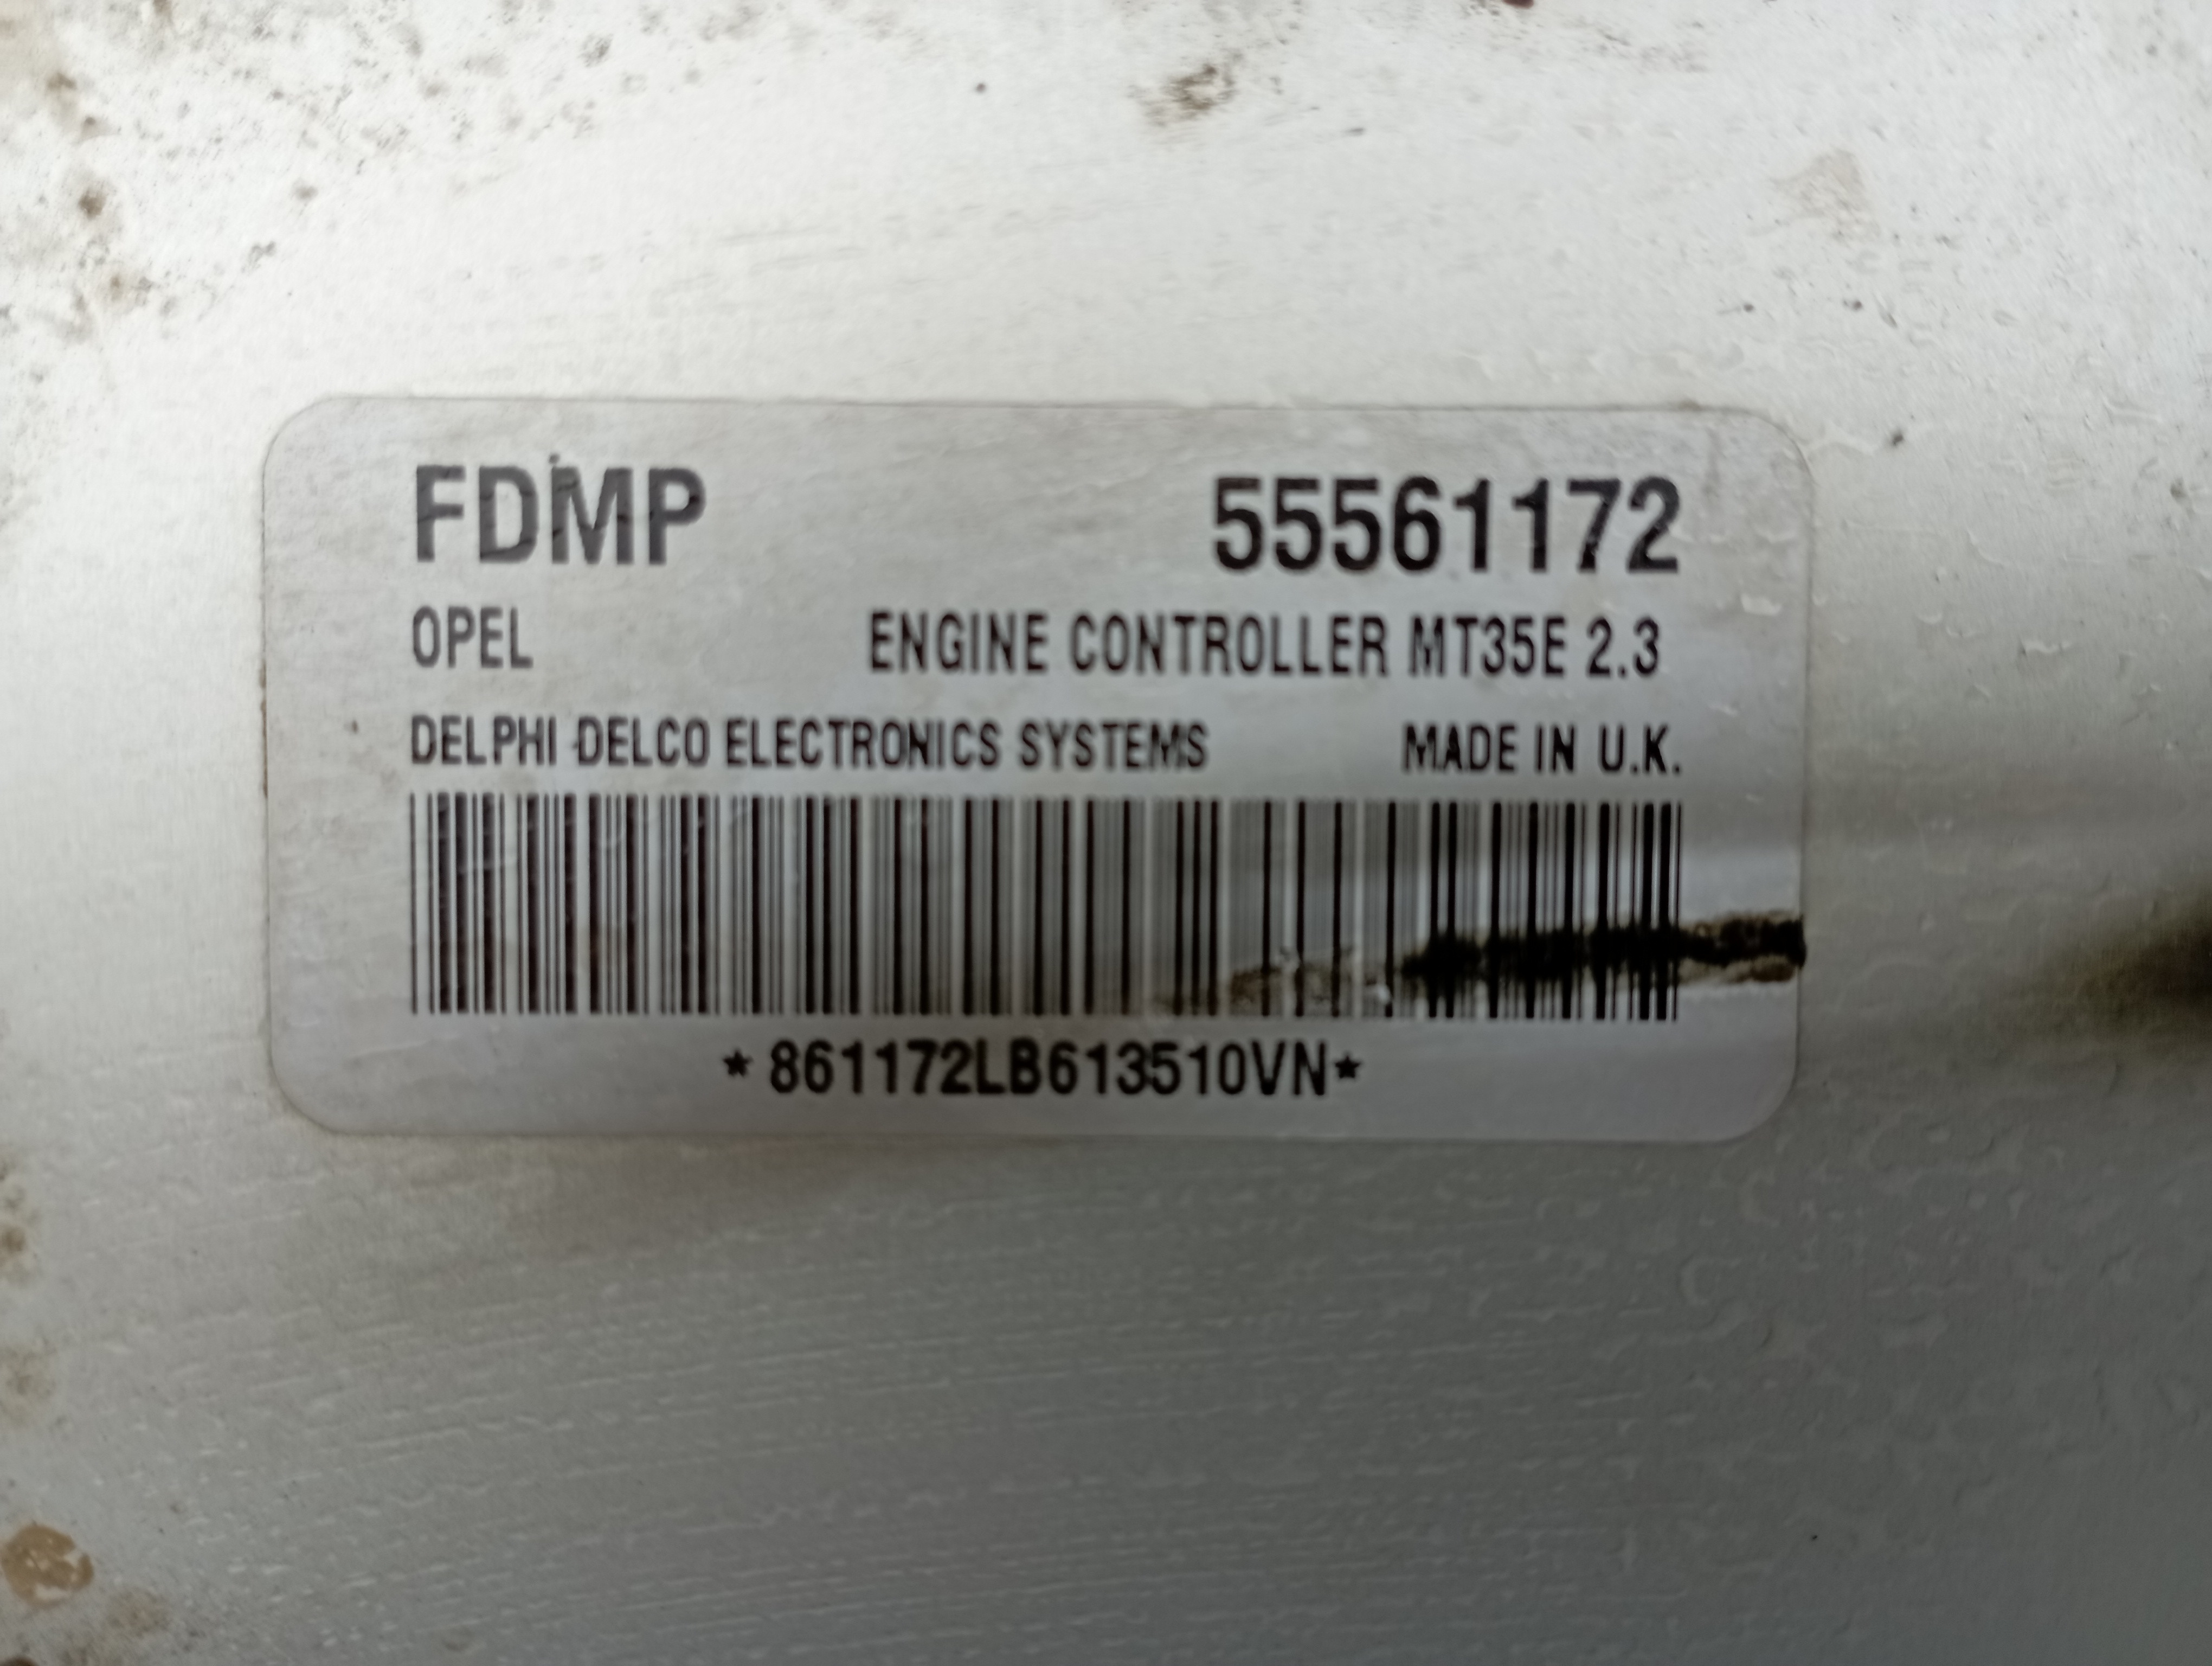 FDMP 55561172
OPEL ENGINE CONTROLLER MT35E 2.3
DELPHI DELCO ELECTRONICS SYSTEMS MADE IN U.K.
*861172LB613510VN*